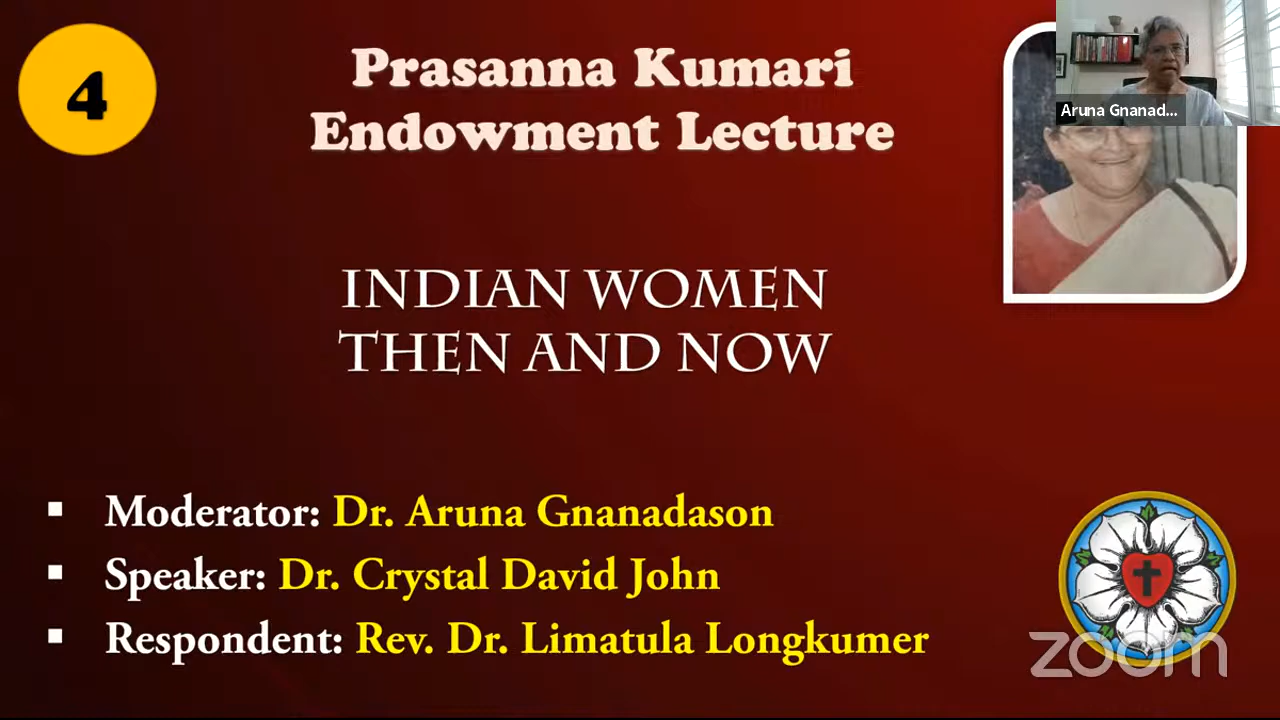 4
Prasanna Kumari
Endowment Lecture
Aruna Gnanad...
INDIAN WOMEN
THEN AND NOW
▪ Moderator: Dr. Aruna Gnanadason
▪ Speaker: Dr. Crystal David John
▪ Respondent: Rev. Dr. Limatula Longkumer
zoom